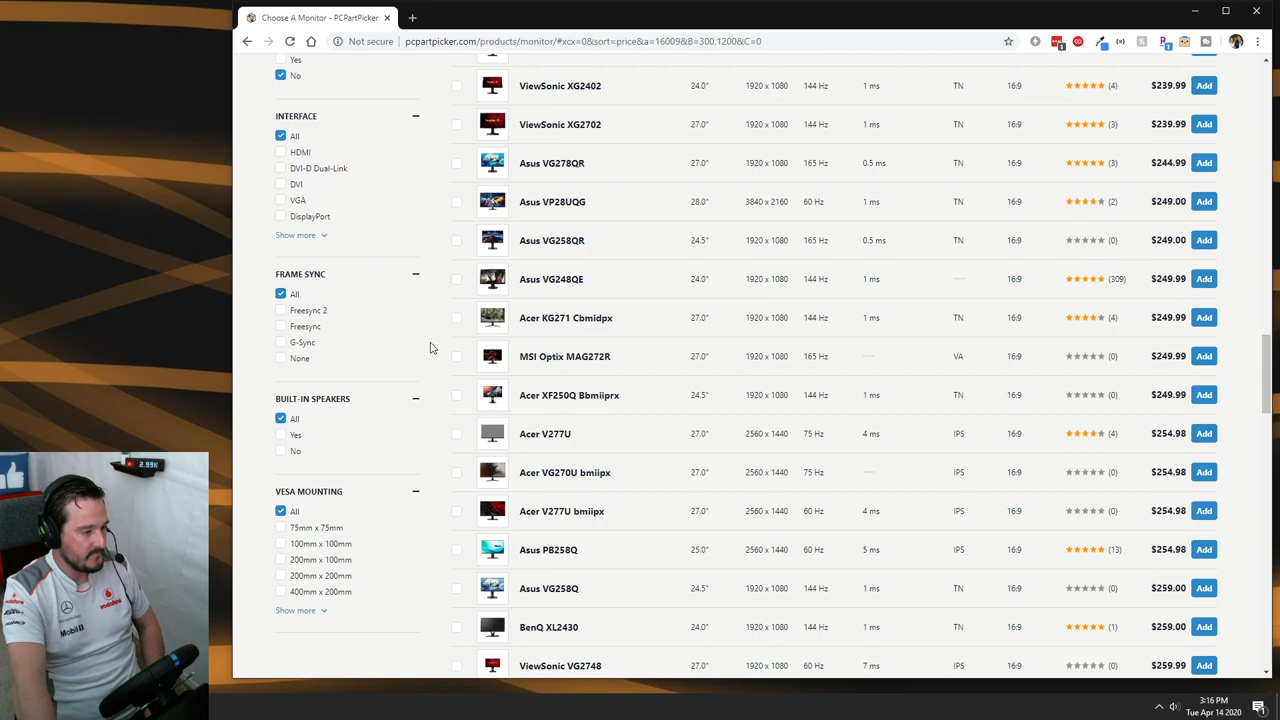 Choose A Monitor - PCPartPicker
Not secure pcpartpicker.com/products/monitor/#xcx=0&sort=price&a=16009&B=300,1200&C=0
Yes
No
INTERFACE
All
HDMI
DVI-D Dual-Link
DVI
VGA
DisplayPort
Show more
FRAME SYNC
All
Freesync 2
Freesync
G-Sync
None
BUILT-IN SPEAKERS
All
Yes
No
VESA MOUNTING
All
75mm x 75mm
100mm x 100mm
200mm x 100mm
200mm x 200mm
400mm x 200mm
Show more
ViewSonic XG2402 24.0" 1920 x 1080 144 Hz 1 ms TN 16:9 (4) $239.99 Add
ViewSonic XG2702 27.0" 1920 x 1080 144 Hz 1 ms TN 16:9 (3) Add
Asus VG278QR 27.0" 1920 x 1080 165 Hz 0.5 ms TN 16:9 (3) $244.99 Add
Asus VP28UQG 28.0" 3840 x 2160 60 Hz 1 ms TN 16:9 (2) $249.00 Add
Asus VG258QR 24.5" 1920 x 1080 165 Hz 0.5 ms TN 16:9 (0) $249.00 Add
Asus VG248QE 24.0" 1920 x 1080 144 Hz 1 ms 16:9 (309) $249.99 Add
Acer KG271 Cbmidpx 27.0" 1920 x 1080 144 Hz 1 ms TN 16:9 (4) $249.99 Add
MSI Optix MAG272R 27.0" 1920 x 1080 165 Hz VA 16:9 (0) $249.99 Add
Acer XF250Q Bbmiiprx 24.5" 1920 x 1080 144 Hz 1 ms TN 16:9 (0) $249.99 Add
Acer V277U 27.0" 2560 x 1440 75 Hz 4 ms IPS 16:9 (4) $254.98 Add
Acer VG270U bmiipx 27.0" 2560 x 1440 75 Hz IPS 16:9 (0) $254.98 Add
Acer V277U bmiipx 27.0" 2560 x 1440 60 Hz 4 ms IPS 16:9 (0) $254.98 Add
Asus PB258Q 25.0" 2560 x 1440 60 Hz 5 ms IPS 16:9 (13) $254.98 Add
Asus VG258Q 24.5" 1920 x 1080 144 Hz 1 ms TN 16:9 (0) $259.00 Add
BenQ XL2430 24.0" 1920 x 1080 144 Hz 1 ms TN 16:9 (1) $259.00 Add
ViewSonic VG2748 27.0" 1920 x 1080 60 Hz 7 ms IPS 16:9 (0) $259.99 Add
2.99K
vodafone
Mobil
3:16 PM
Tue Apr 14 2020